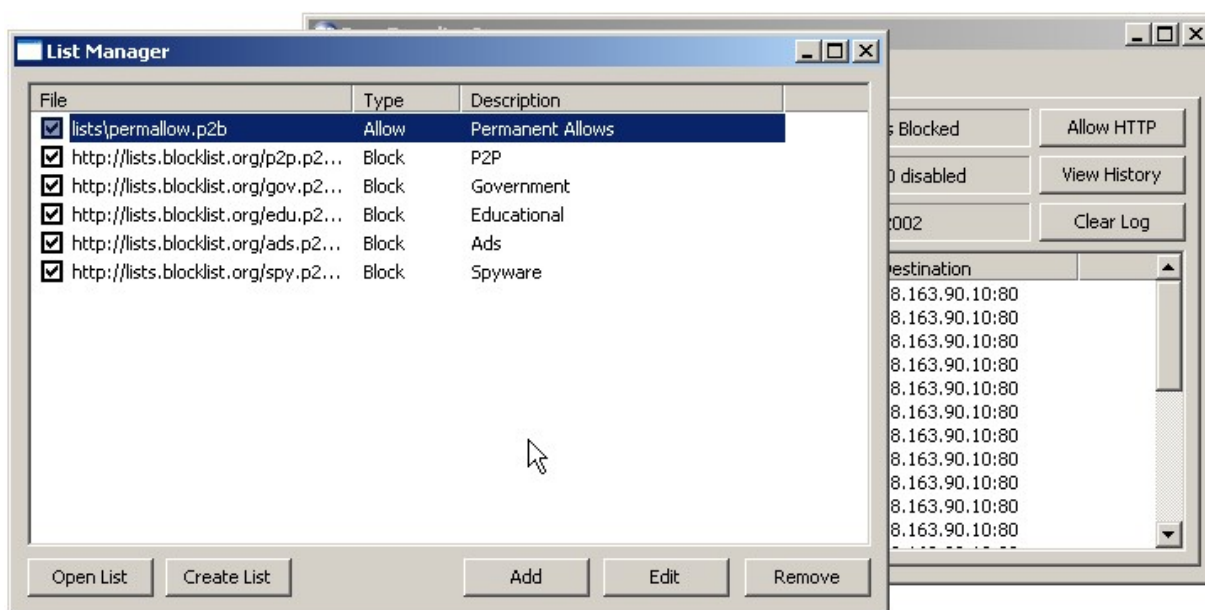 List Manager
File Type Description
lists\permallow.p2b Allow Permanent Allows
http://lists.blocklist.org/p2p.p2... Block P2P
http://lists.blocklist.org/gov.p2... Block Government
http://lists.blocklist.org/edu.p2... Block Educational
http://lists.blocklist.org/ads.p2... Block Ads
http://lists.blocklist.org/spy.p2... Block Spyware
Open List Create List Add Edit Remove
Blocked Allow HTTP
disabled View History
2002 Clear Log
estination
8.163.90.10:80
8.163.90.10:80
8.163.90.10:80
8.163.90.10:80
8.163.90.10:80
8.163.90.10:80
8.163.90.10:80
8.163.90.10:80
8.163.90.10:80
8.163.90.10:80
8.163.90.10:80